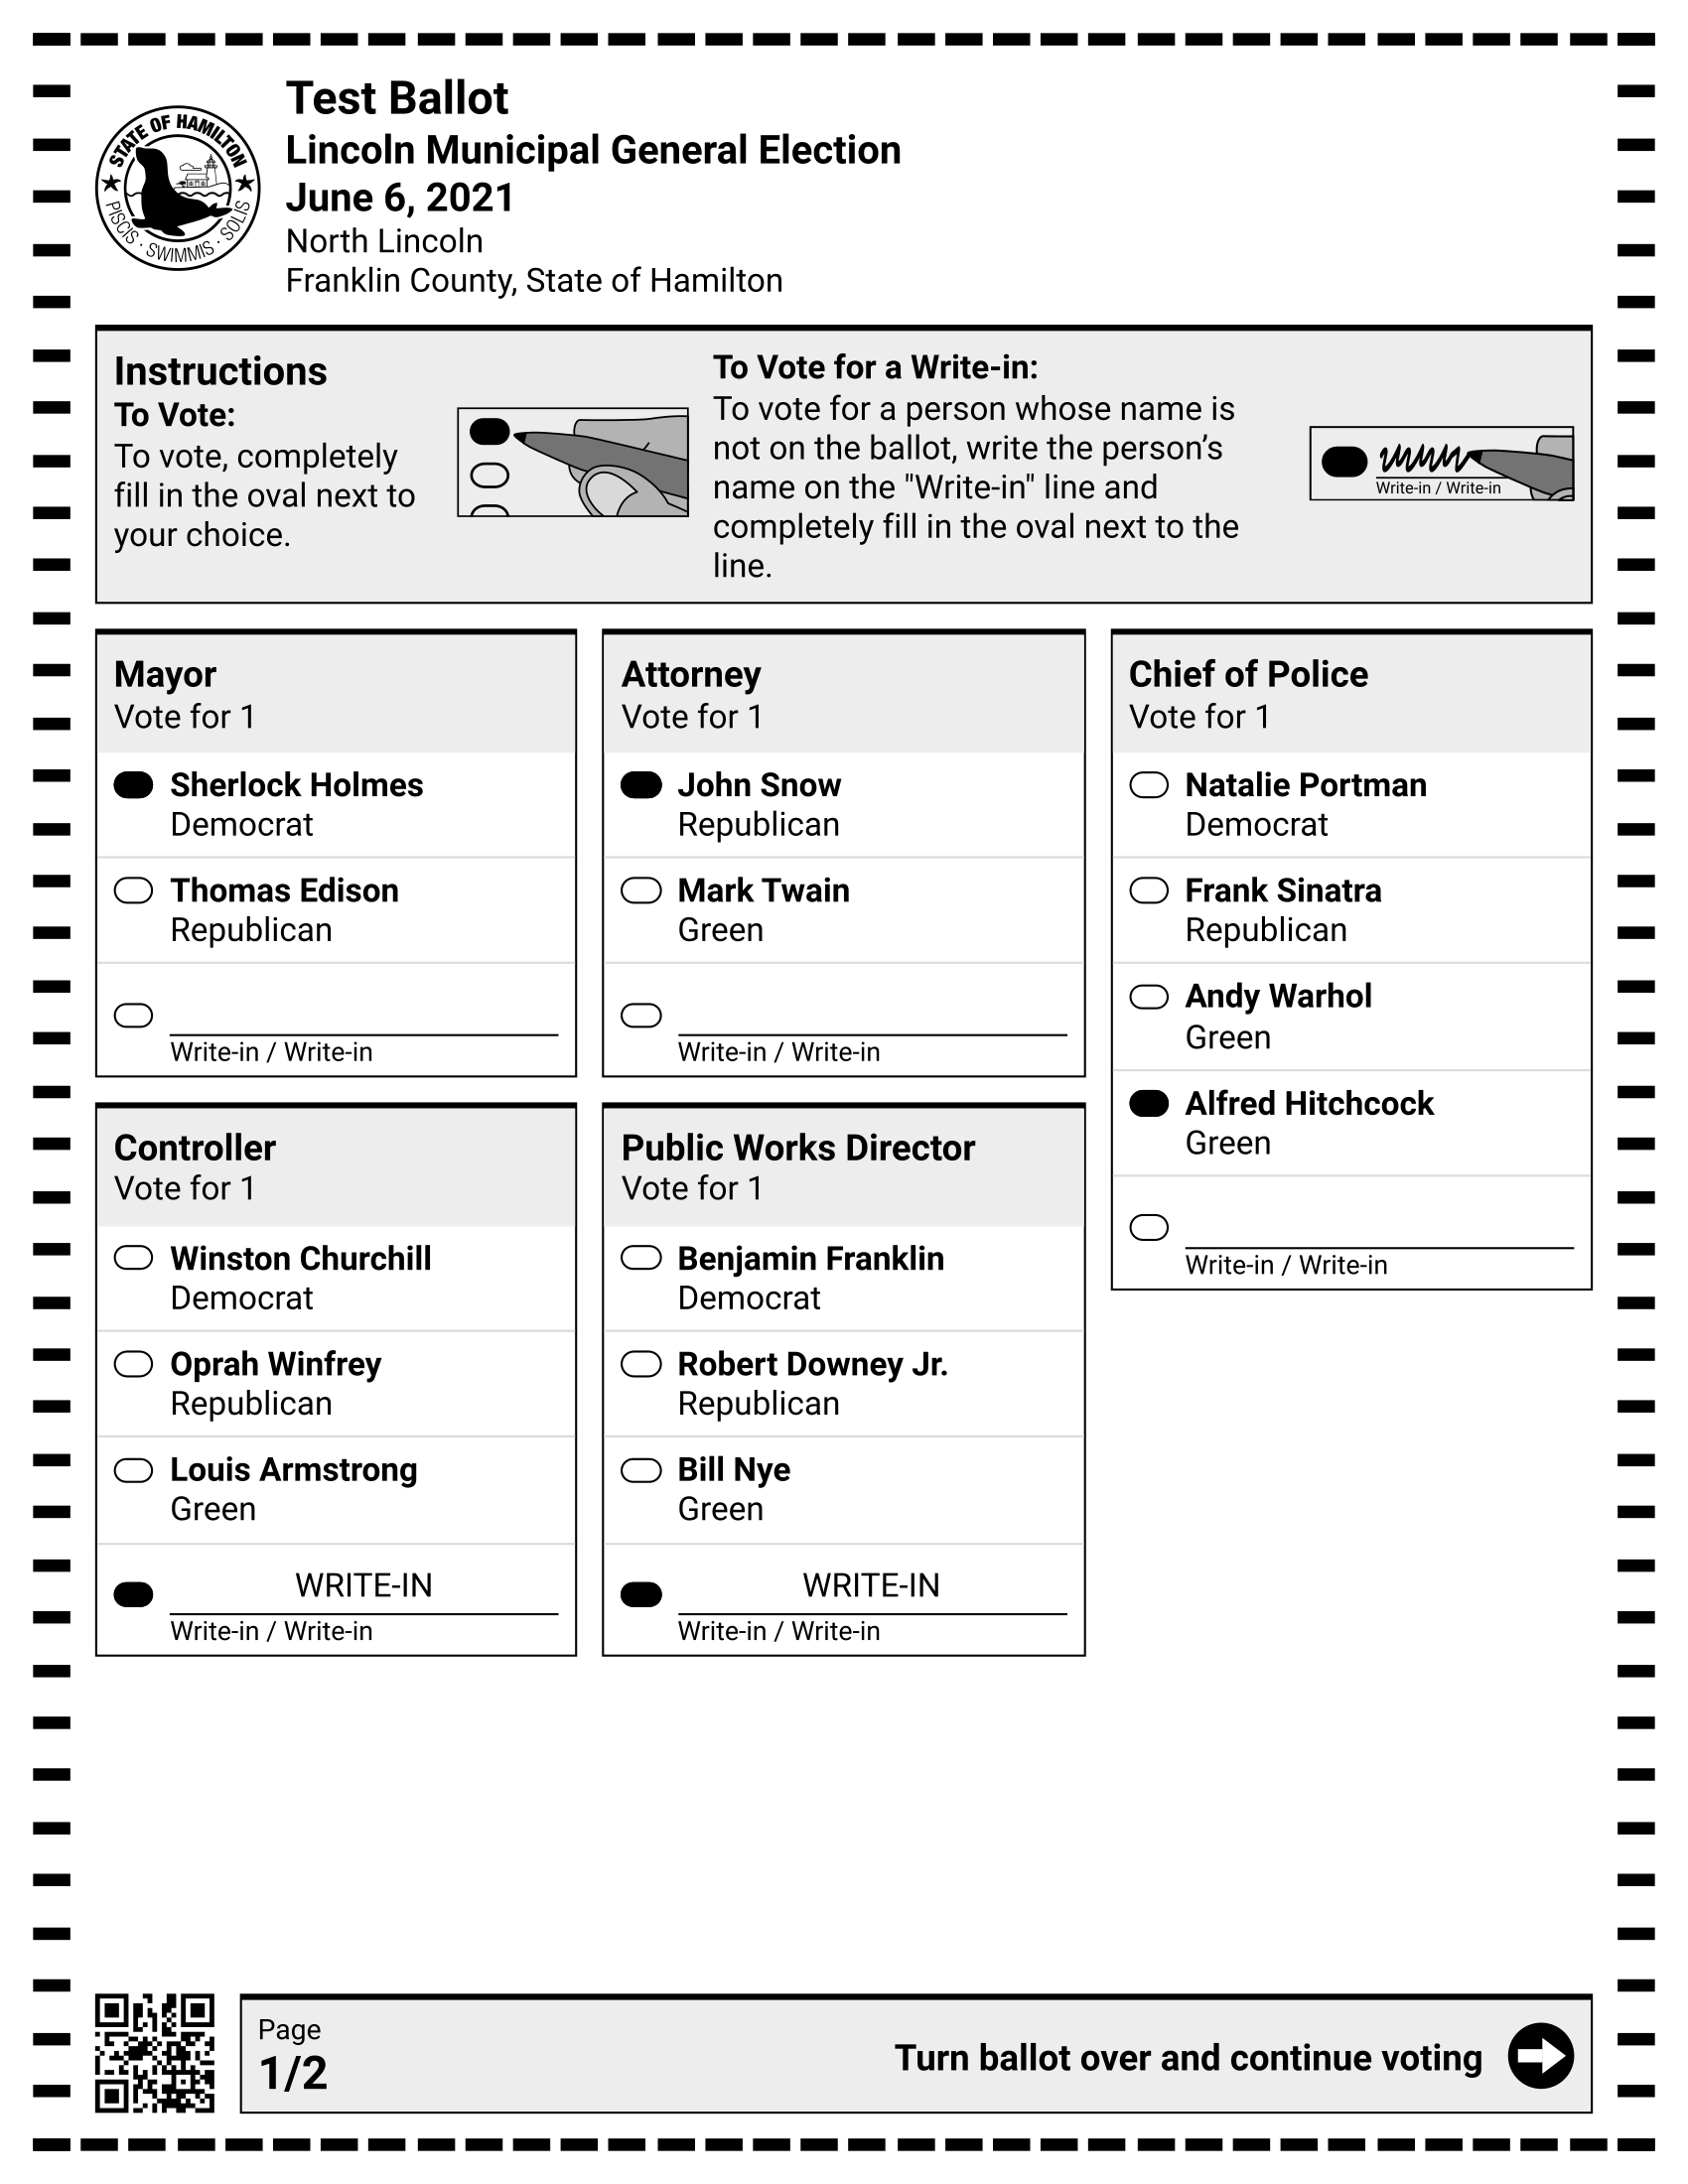 STATE OF HAMILTON
PISCIS · SWIMMIS · SOLIS
Test Ballot
Lincoln Municipal General Election
June 6, 2021
North Lincoln
Franklin County, State of Hamilton
Instructions
To Vote:
To vote, completely
fill in the oval next to
your choice.
To Vote for a Write-in:
To vote for a person whose name is
not on the ballot, write the person’s
name on the "Write-in" line and
completely fill in the oval next to the
line.
Write-in / Write-in
Mayor
Vote for 1
Sherlock Holmes
Democrat
Thomas Edison
Republican
Write-in / Write-in
Controller
Vote for 1
Winston Churchill
Democrat
Oprah Winfrey
Republican
Louis Armstrong
Green
WRITE-IN
Write-in / Write-in
Attorney
Vote for 1
John Snow
Republican
Mark Twain
Green
Write-in / Write-in
Public Works Director
Vote for 1
Benjamin Franklin
Democrat
Robert Downey Jr.
Republican
Bill Nye
Green
WRITE-IN
Write-in / Write-in
Chief of Police
Vote for 1
Natalie Portman
Democrat
Frank Sinatra
Republican
Andy Warhol
Green
Alfred Hitchcock
Green
Write-in / Write-in
Page
1/2
Turn ballot over and continue voting